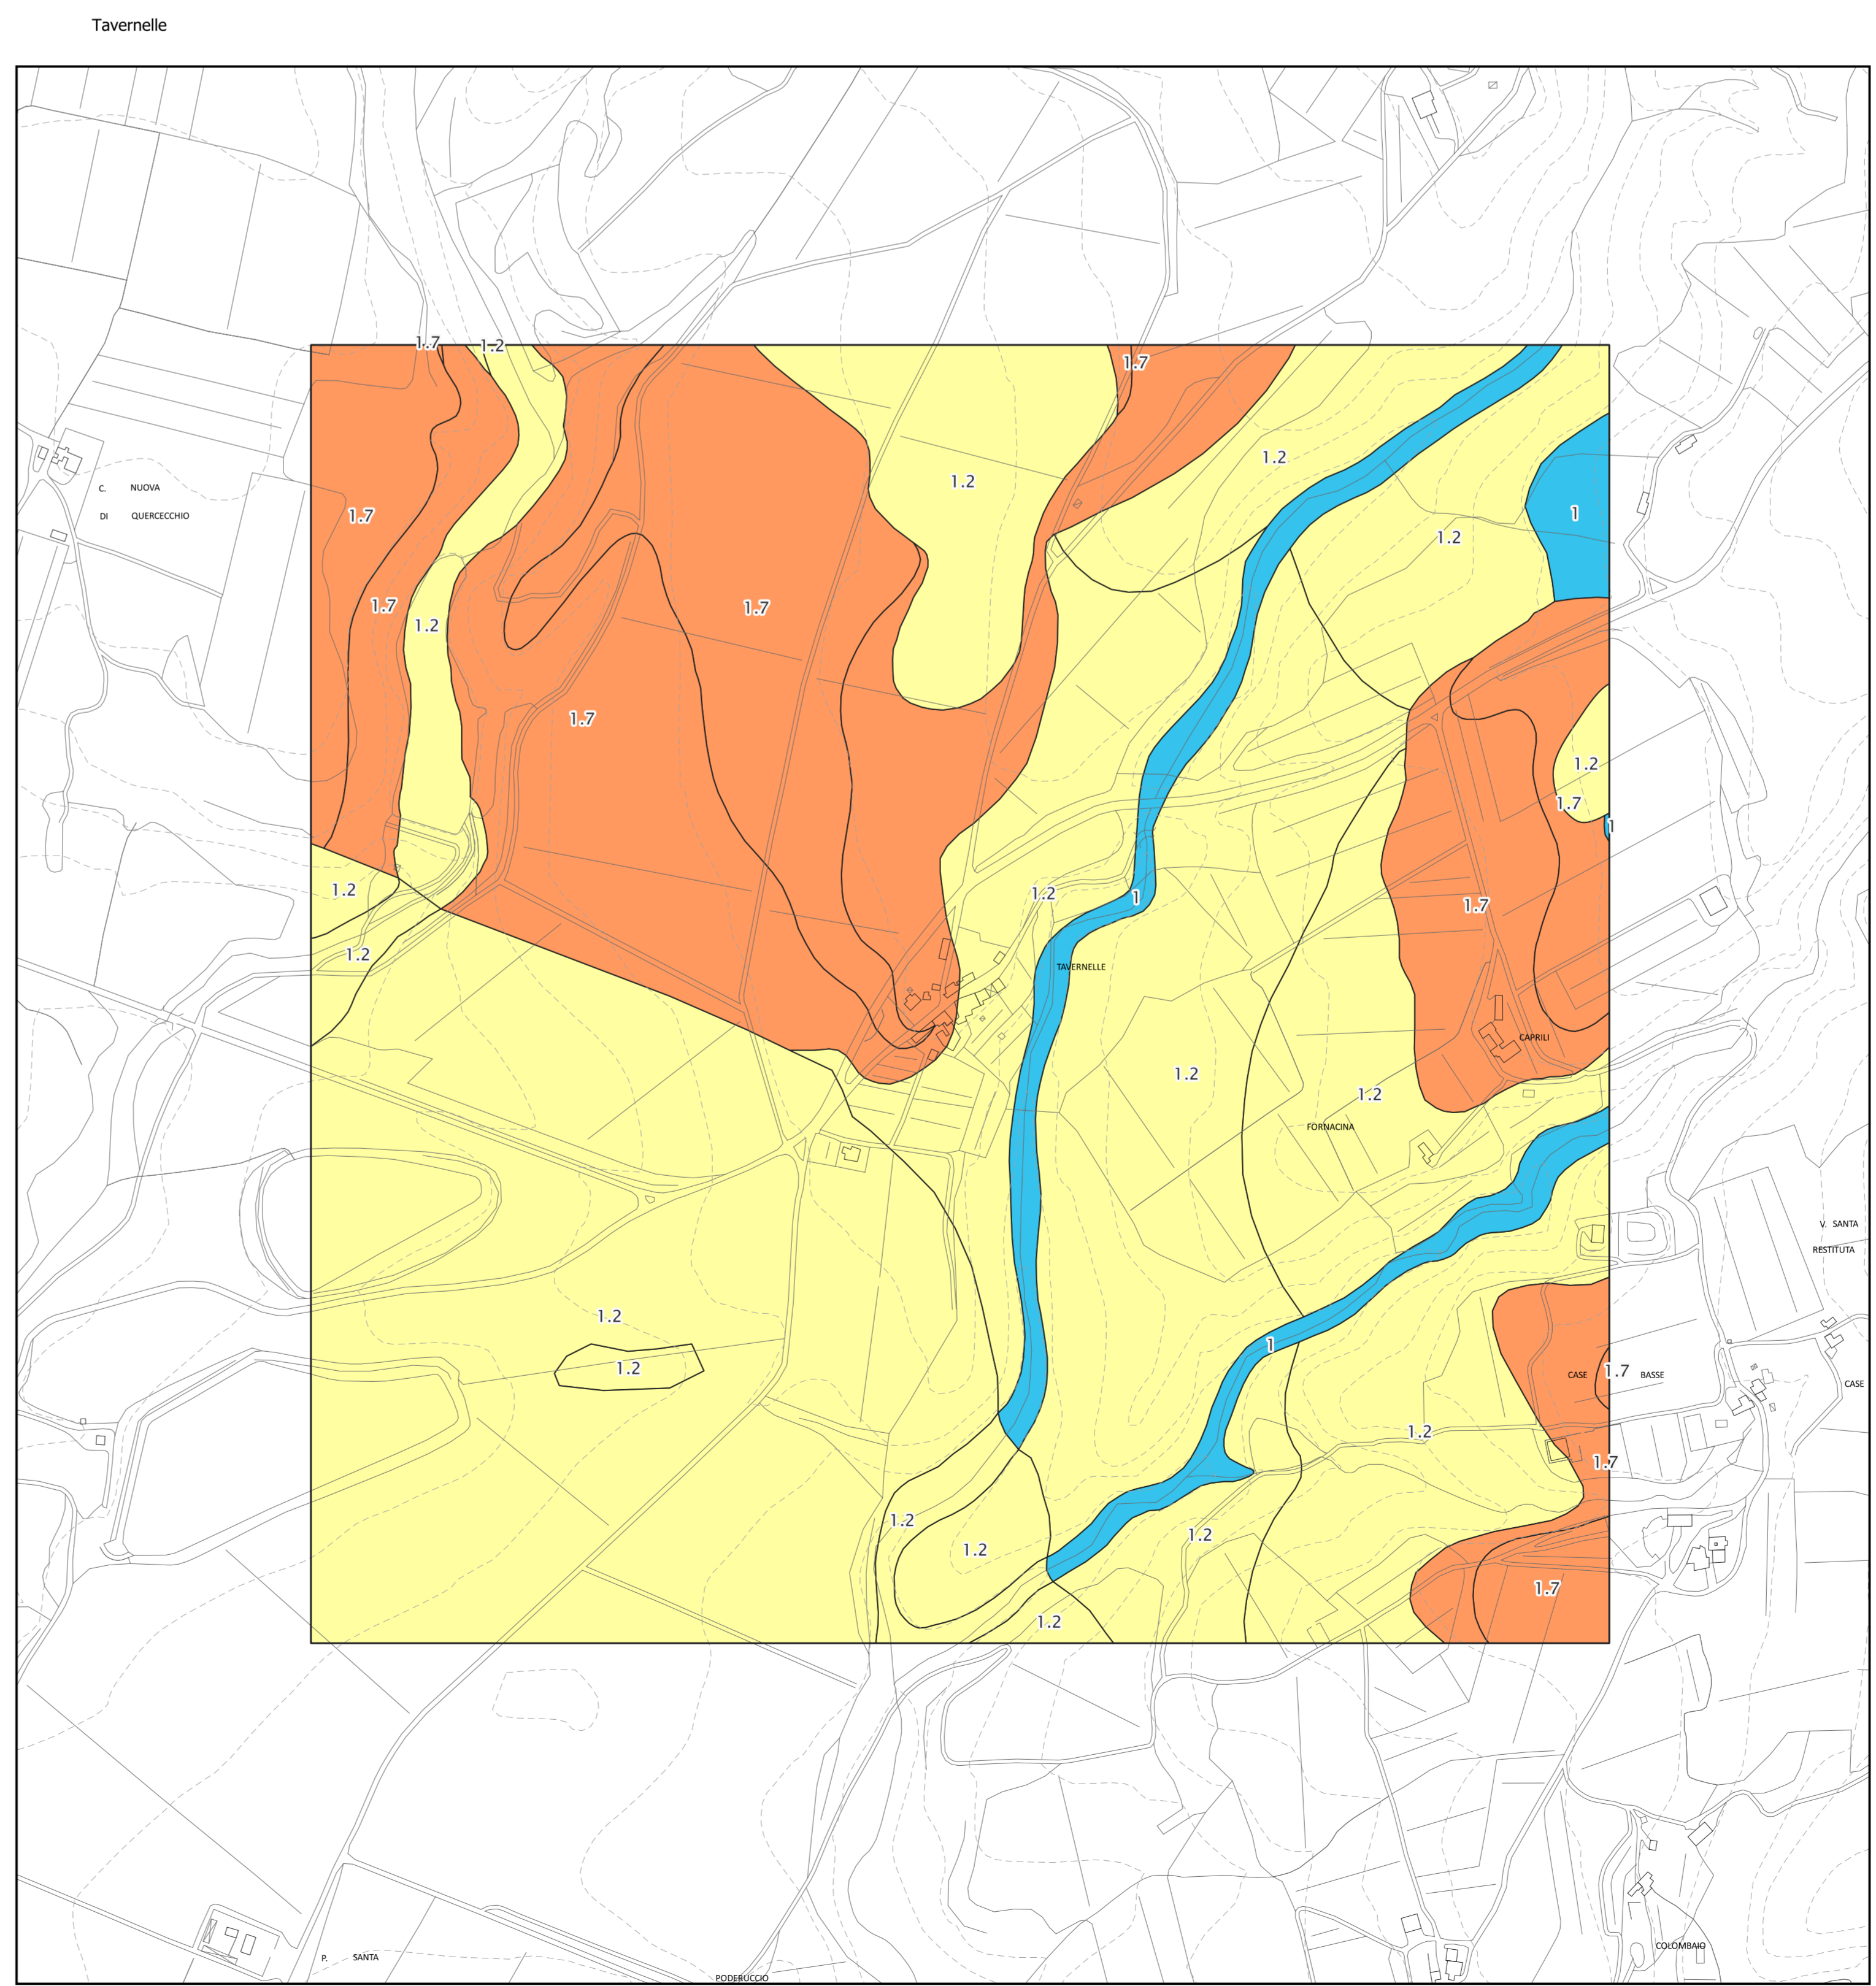 Tavernelle
1.7
1.2
1.7
1.2
1.2
C. NUOVA
1.7
1
DI QUERCECCHIO
1.2
1.7
1.7
1.2
1.7
1.2
1.7
1
1.2
1.2
1
1.7
1.2
TAVERNELLE
CAPRILI
1.2
1.2
FORNACINA
V. SANTA
RESTITUTA
1.2
1
1.2
1.7
CASE BASSE
CASE
1.2
1.7
1.2
1.2
1.2
1.7
1.2
COLOMBAIO
P. SANTA
PODERUCCIO